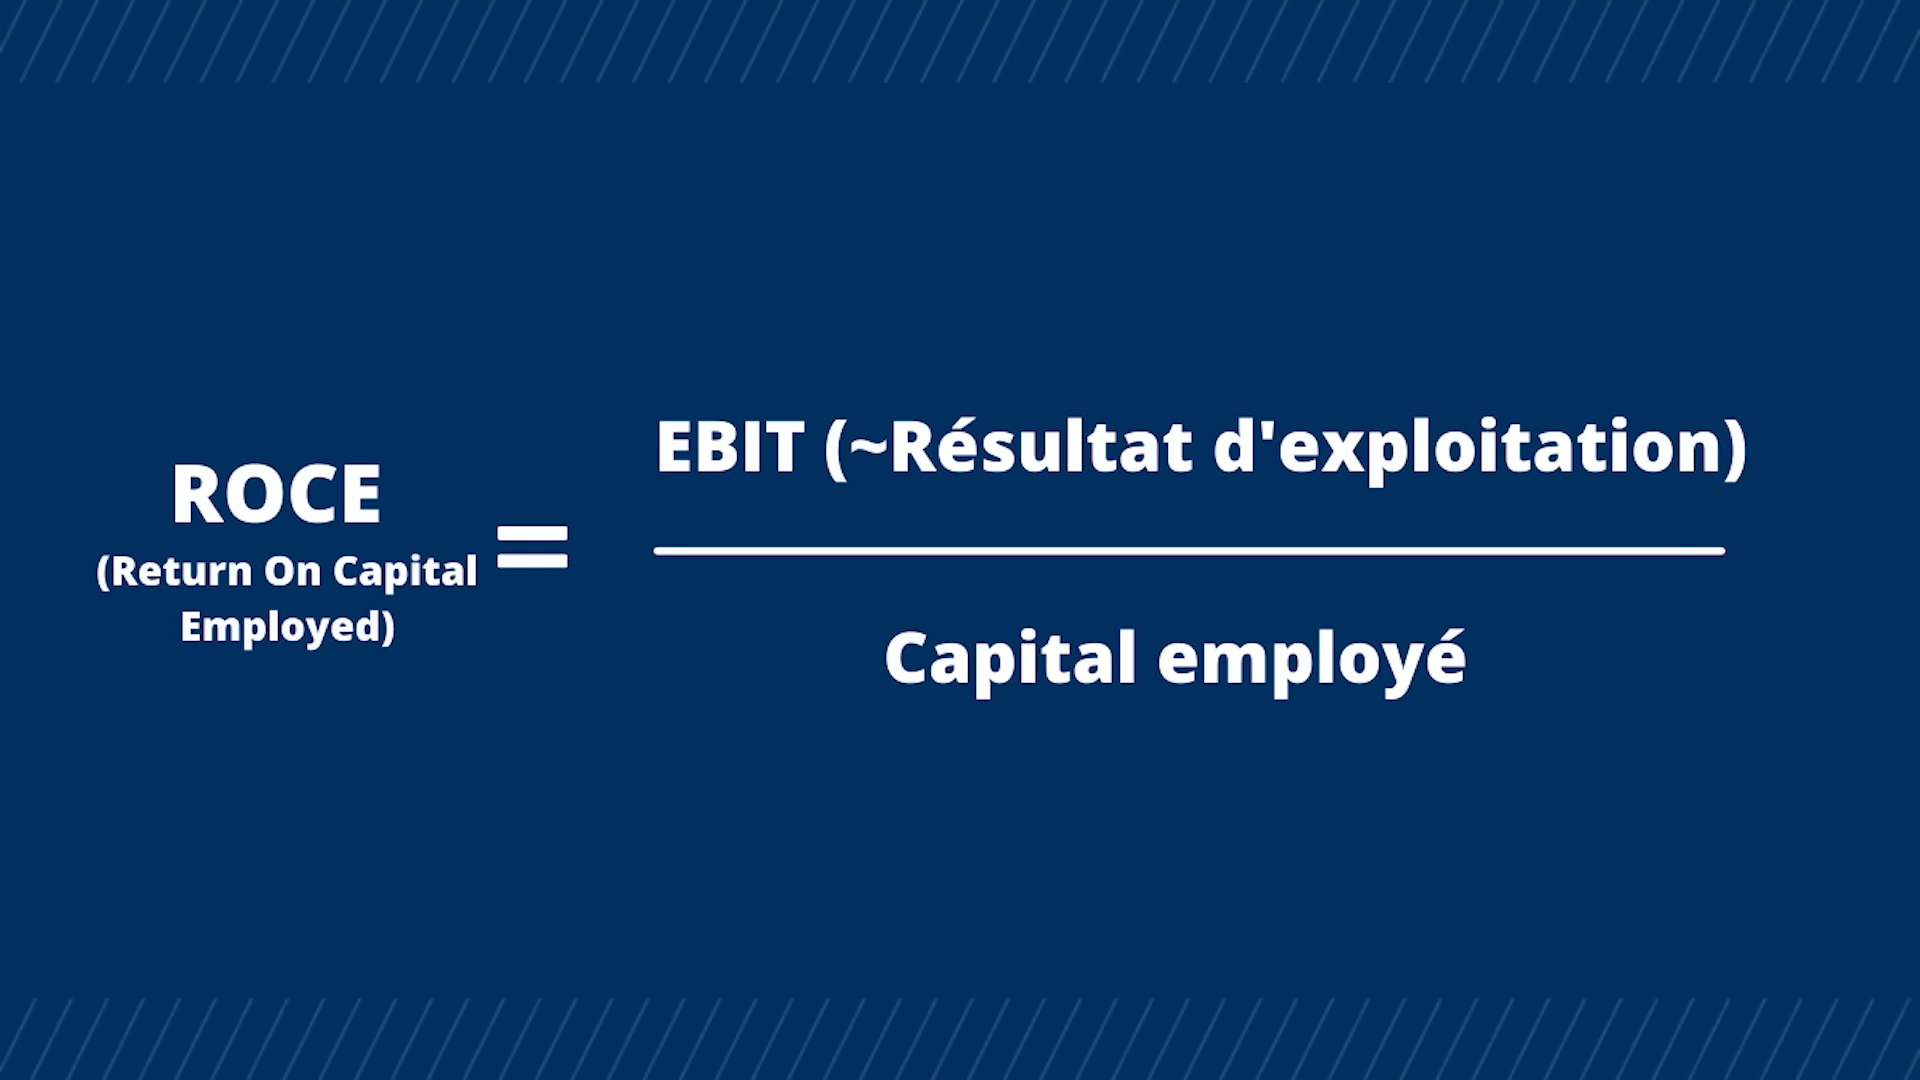 ROCE
(Return On Capital
Employed)
=
EBIT (~Résultat d'exploitation)
Capital employé